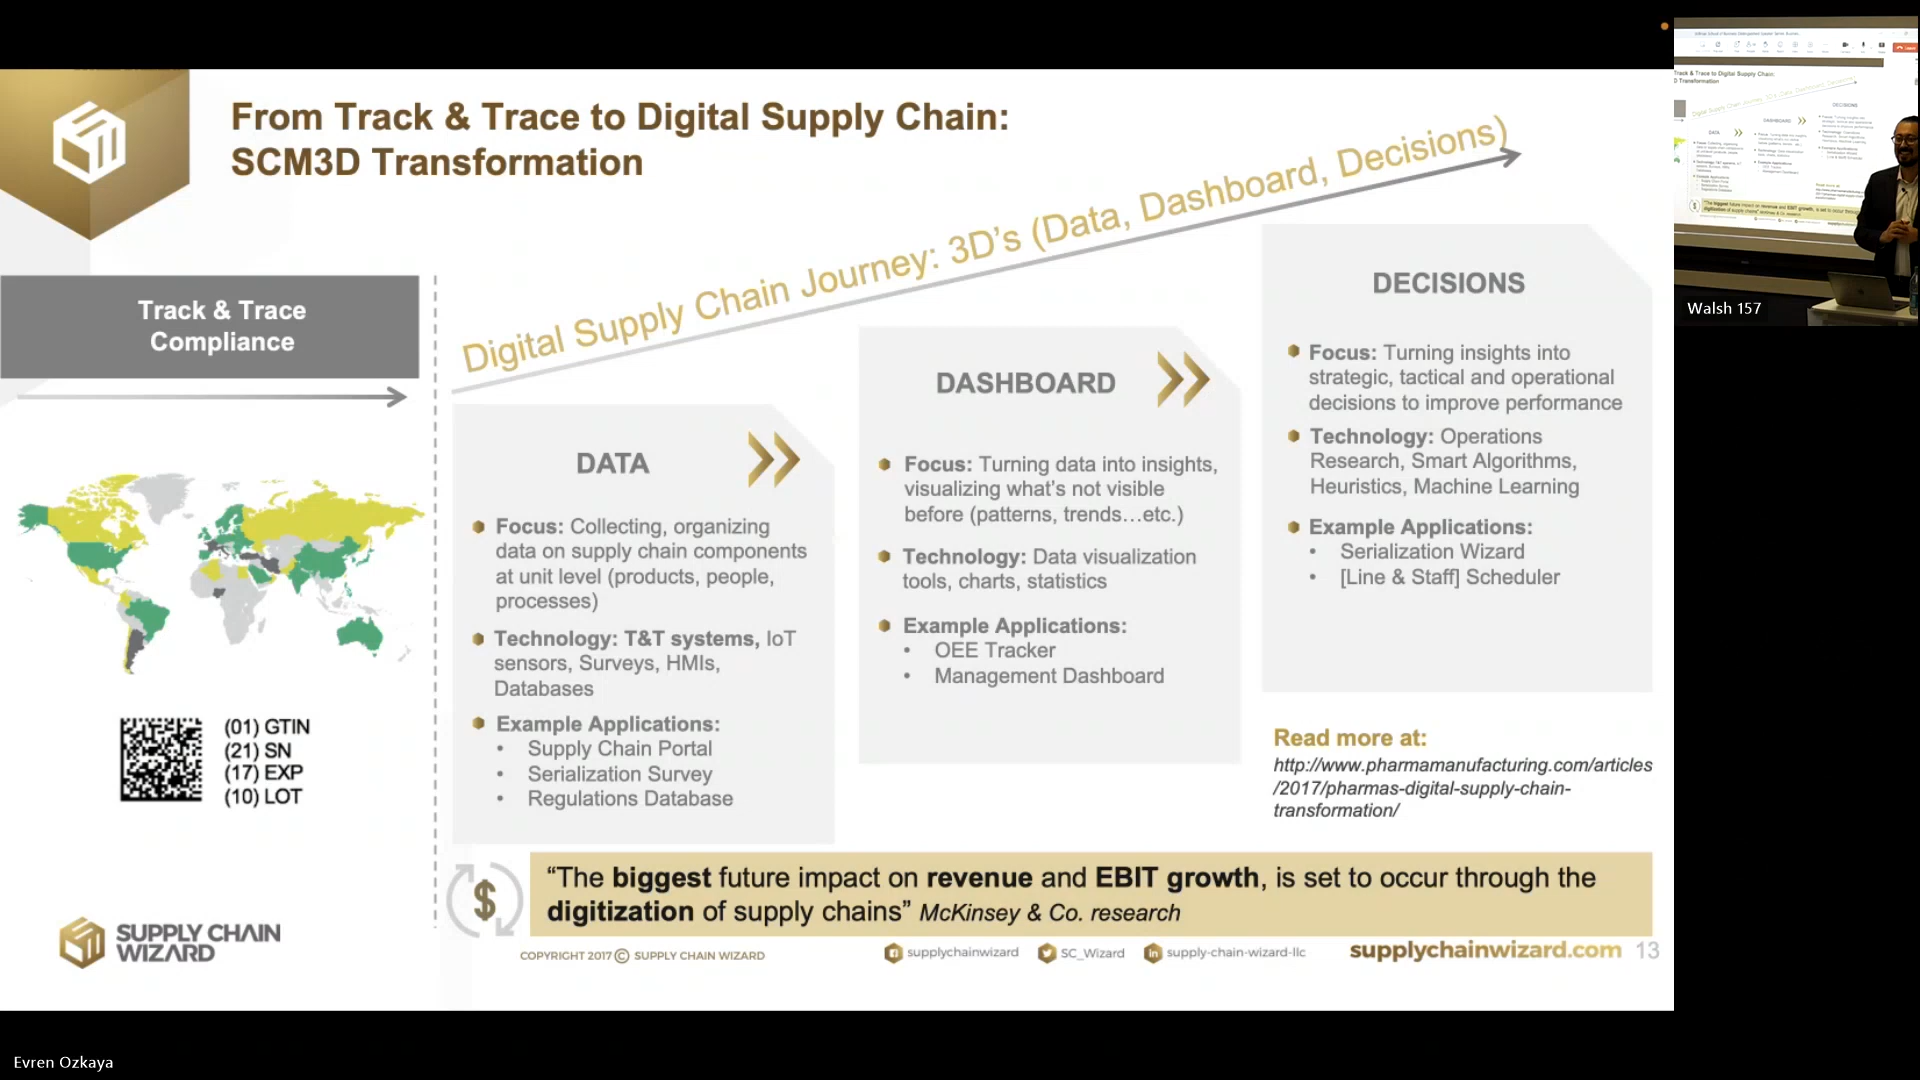 From Track & Trace to Digital Supply Chain:
SCM3D Transformation
Digital Supply Chain Journey: 3D's (Data, Dashboard, Decisions)
Track & Trace
Compliance
(01) GTIN
(21) SN
(17) EXP
(10) LOT
DATA
Focus: Collecting, organizing
data on supply chain components
at unit level (products, people,
processes)
Technology: T&T systems, IoT
sensors, Surveys, HMIs,
Databases
Example Applications:
• Supply Chain Portal
• Serialization Survey
• Regulations Database
DASHBOARD
Focus: Turning data into insights,
visualizing what's not visible
before (patterns, trends…etc.)
Technology: Data visualization
tools, charts, statistics
Example Applications:
• OEE Tracker
• Management Dashboard
DECISIONS
Focus: Turning insights into
strategic, tactical and operational
decisions to improve performance
Technology: Operations
Research, Smart Algorithms,
Heuristics, Machine Learning
Example Applications:
• Serialization Wizard
• [Line & Staff] Scheduler
Read more at:
http://www.pharmamanufacturing.com/articles
/2017/pharmas-digital-supply-chain-
transformation/
$
“The biggest future impact on revenue and EBIT growth, is set to occur through the
digitization of supply chains” McKinsey & Co. research
SUPPLY CHAIN
WIZARD
COPYRIGHT 2017 © SUPPLY CHAIN WIZARD
supplychainwizard
SC_Wizard
in supply-chain-wizard-llc
supplychainwizard.com 13
Walsh 157
Evren Ozkaya